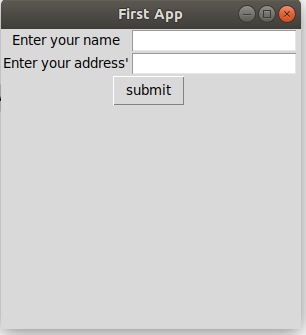 First App
Enter your name
Enter your address'
submit